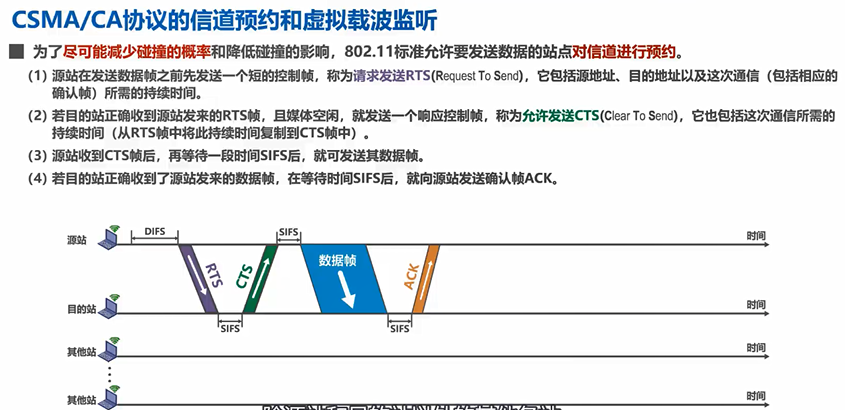 CSMA/CA协议的信道预约和虚拟载波监听
为了尽可能减少碰撞的概率和降低碰撞的影响，802.11标准允许要发送数据的站点对信道进行预约。
(1) 源站在发送数据帧之前先发送一个短的控制帧，称为请求发送RTS(Request To Send)，它包括源地址、目的地址以及这次通信（包括相应的
确认帧）所需的持续时间。
(2) 若目的站正确收到源站发来的RTS帧，且媒体空闲，就发送一个响应控制帧，称为允许发送CTS(Clear To Send)，它也包括这次通信所需的
持续时间（从RTS帧中将此持续时间复制到CTS帧中）。
(3) 源站收到CTS帧后，再等待一段时间SIFS后，就可发送其数据帧。
(4) 若目的站正确收到了源站发来的数据帧，在等待时间SIFS后，就向源站发送确认帧ACK。
DIFS
SIFS
时间
源站
RTS
CTS
数据帧
ACK
目的站
时间
SIFS
SIFS
其他站
时间
其他站
时间